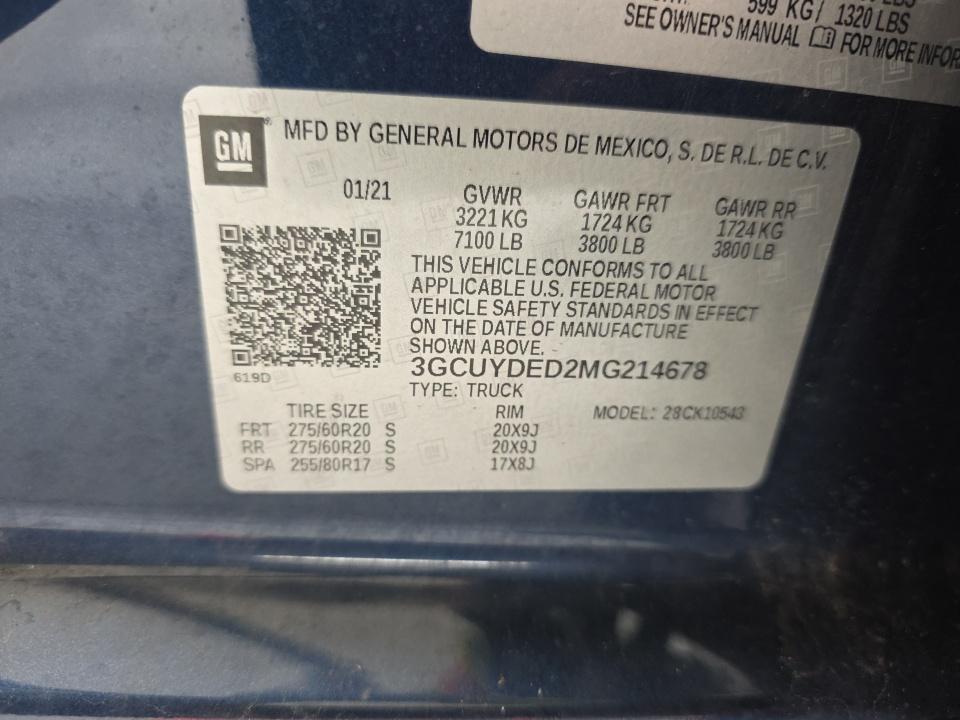 599 KG/ 1320 LBS
SEE OWNER'S MANUAL FOR MORE
GM ® MFD BY GENERAL MOTORS DE MEXICO, S. DE R.L. DE C.V.
01/21 GVWR GAWR FRT GAWR RR
3221 KG 1724 KG 1724 KG
7100 LB 3800 LB 3800 LB
THIS VEHICLE CONFORMS TO ALL
APPLICABLE U.S. FEDERAL MOTOR
VEHICLE SAFETY STANDARDS IN EFFECT
ON THE DATE OF MANUFACTURE
SHOWN ABOVE.
619D
3GCUYDED2MG214678
TYPE: TRUCK
TIRE SIZE RIM MODEL: 28CK10543
FRT 275/60R20 S 20X9J
RR 275/60R20 S 20X9J
SPA 255/80R17 S 17X8J